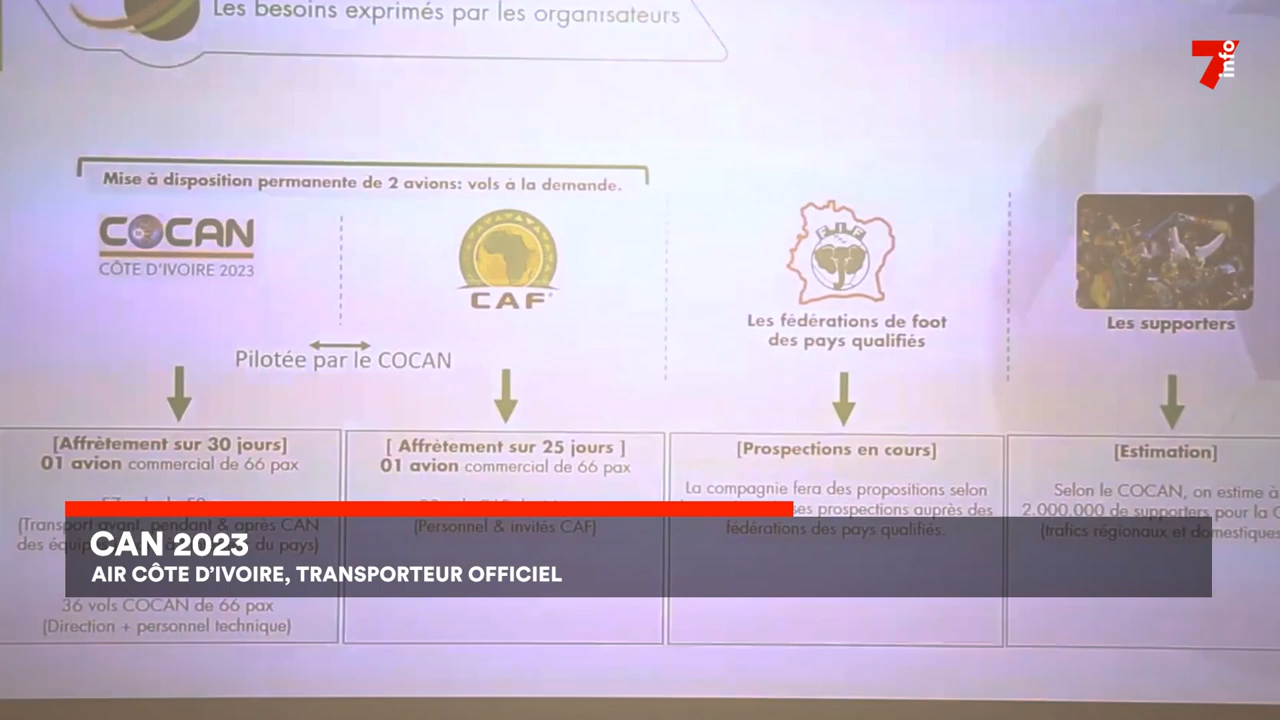 Les besoins exprimés par les organisateurs
7
info
Mise à disposition permanente de 2 avions: vols à la demande.
COCAN
CÔTE D'IVOIRE 2023
CAF
FIF
Les fédérations de foot
des pays qualifiés
Les supporters
Pilotée par le COCAN
[Affrètement sur 30 jours]
01 avion commercial de 66 pax
(Transport avant, pendant & après CAN
des du pays)
36 vols COCAN de 66 pax
(Direction + personnel technique)
[ Affrètement sur 25 jours ]
01 avion commercial de 66 pax
(Personnel & invités CAF)
[Prospections en cours]
La compagnie fera des propositions selon
ses prospections auprès des
fédérations des pays qualifiés.
[Estimation]
Selon le COCAN, on estime à
2.000.000 de supporters pour la
(trafics régionaux et domestiques
CAN 2023
AIR CÔTE D'IVOIRE, TRANSPORTEUR OFFICIEL